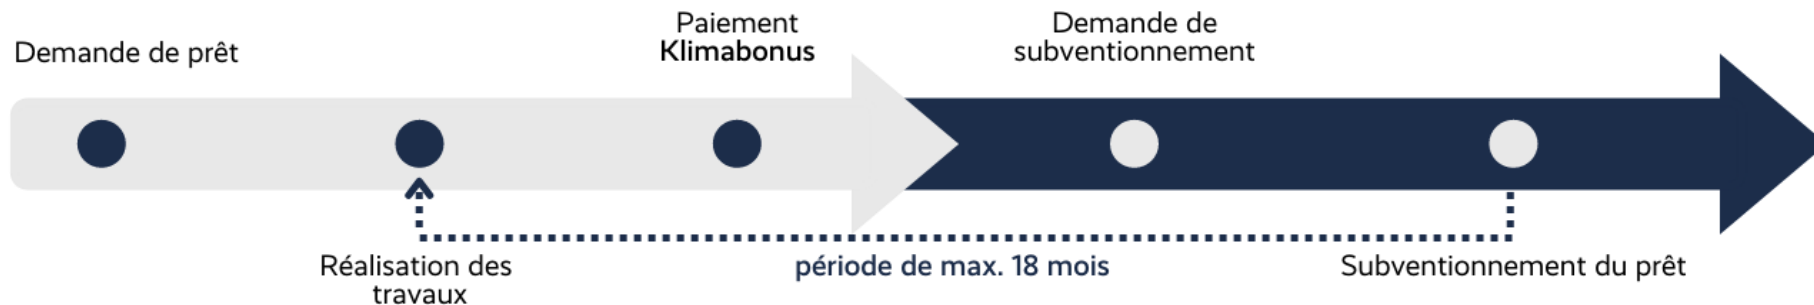 Demande de prêt
Paiement
Klimabonus
Demande de
subventionnement
Réalisation des
travaux
période de max. 18 mois
Subventionnement du prêt